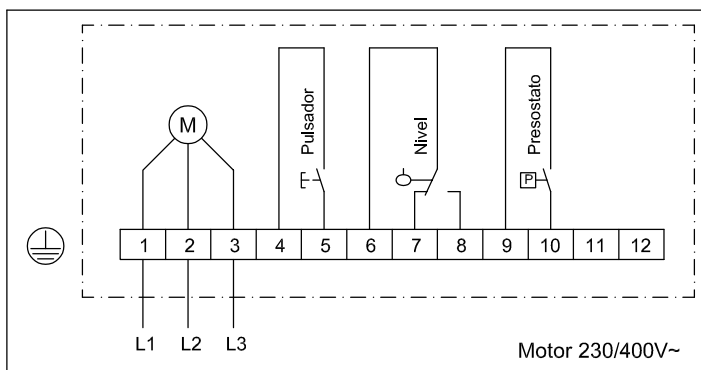 Pulsador
Nivel
Presostato
M
P
1 2 3 4 5 6 7 8 9 10 11 12
L1 L2 L3
Motor 230/400V~